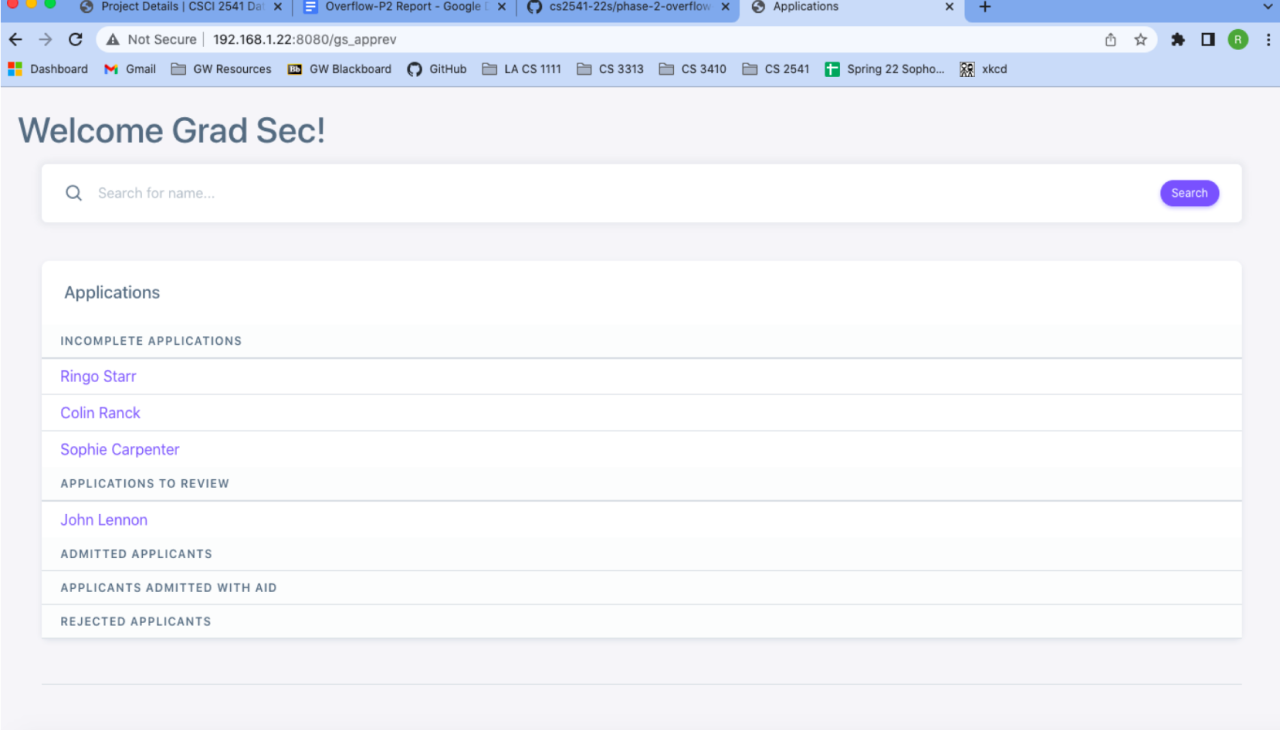 Project Details | CSCI 2541 Da
Overflow-P2 Report - Google
cs2541-22s/phase-2-overflow
Applications
Not Secure
192.168.1.22:8080/gs_apprev
R
Dashboard
Gmail
GW Resources
Bb
GW Blackboard
GitHub
LA CS 1111
CS 3313
CS 3410
CS 2541
Spring 22 Sopho...
xkcd
Welcome Grad Sec!
Search for name...
Search
Applications
INCOMPLETE APPLICATIONS
Ringo Starr
Colin Ranck
Sophie Carpenter
APPLICATIONS TO REVIEW
John Lennon
ADMITTED APPLICANTS
APPLICANTS ADMITTED WITH AID
REJECTED APPLICANTS